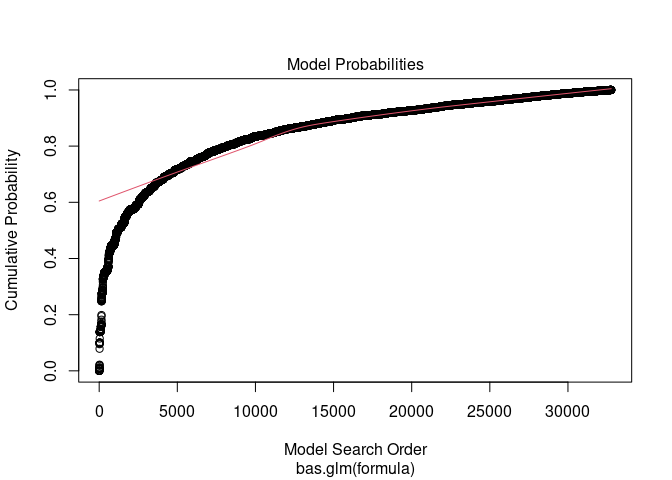 Model Probabilities
Cumulative Probability
1.0
0.8
0.6
0.4
0.2
0.0
0 5000 10000 15000 20000 25000 30000
Model Search Order
bas.glm(formula)